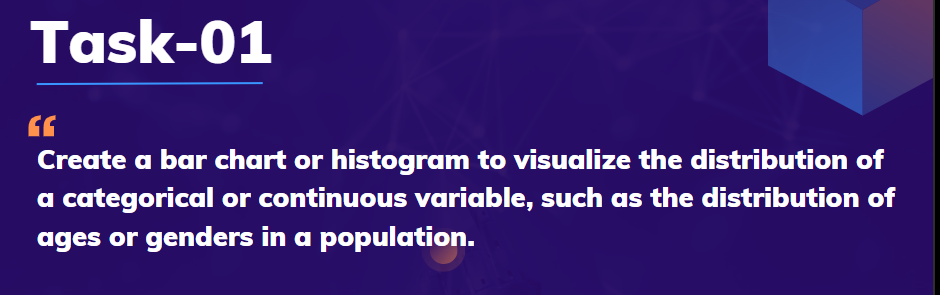 Task-01
“
Create a bar chart or histogram to visualize the distribution of
a categorical or continuous variable, such as the distribution of
ages or genders in a population.